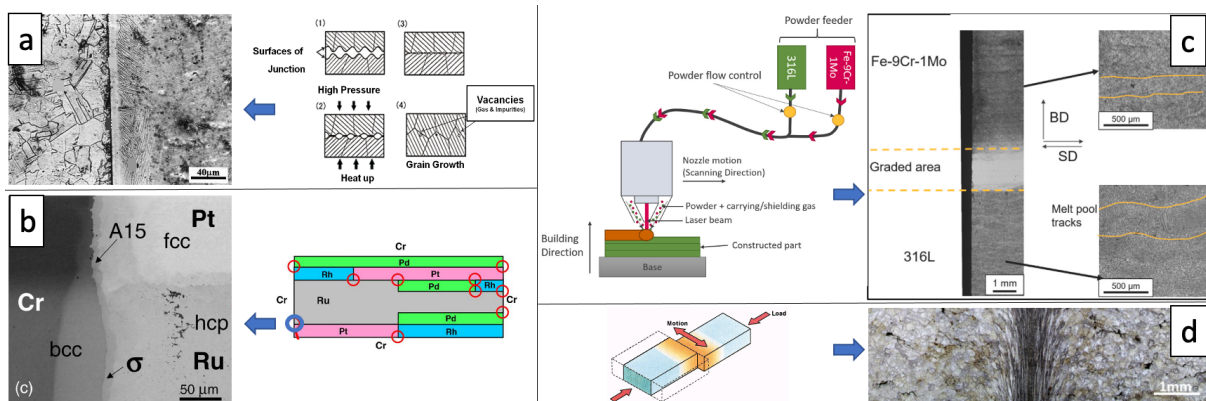 a
40µm
(1)
(3)
Surfaces of
Junction
High Pressure
(2)
(4)
Vacancies
(Gas & Impurities)
Heat up
Grain Growth
b
A15
Pt
fcc
Cr
hcp
bcc
σ
Ru
(c)
50 µm
Cr
Pd
Rh
Pt
Cr
Pd
Rh
Ru
Cr
Pd
Pt
Rh
Cr
Powder feeder
316L
Fe-9Cr-
1Mo
Powder flow control
Nozzle motion
(Scanning Direction)
Powder + carrying/shielding gas
Laser beam
Building
Direction
Constructed part
Base
c
Fe-9Cr-1Mo
BD
SD
500 µm
Graded area
Melt pool
tracks
316L
1 mm
500 µm
Motion
Load
d
1mm